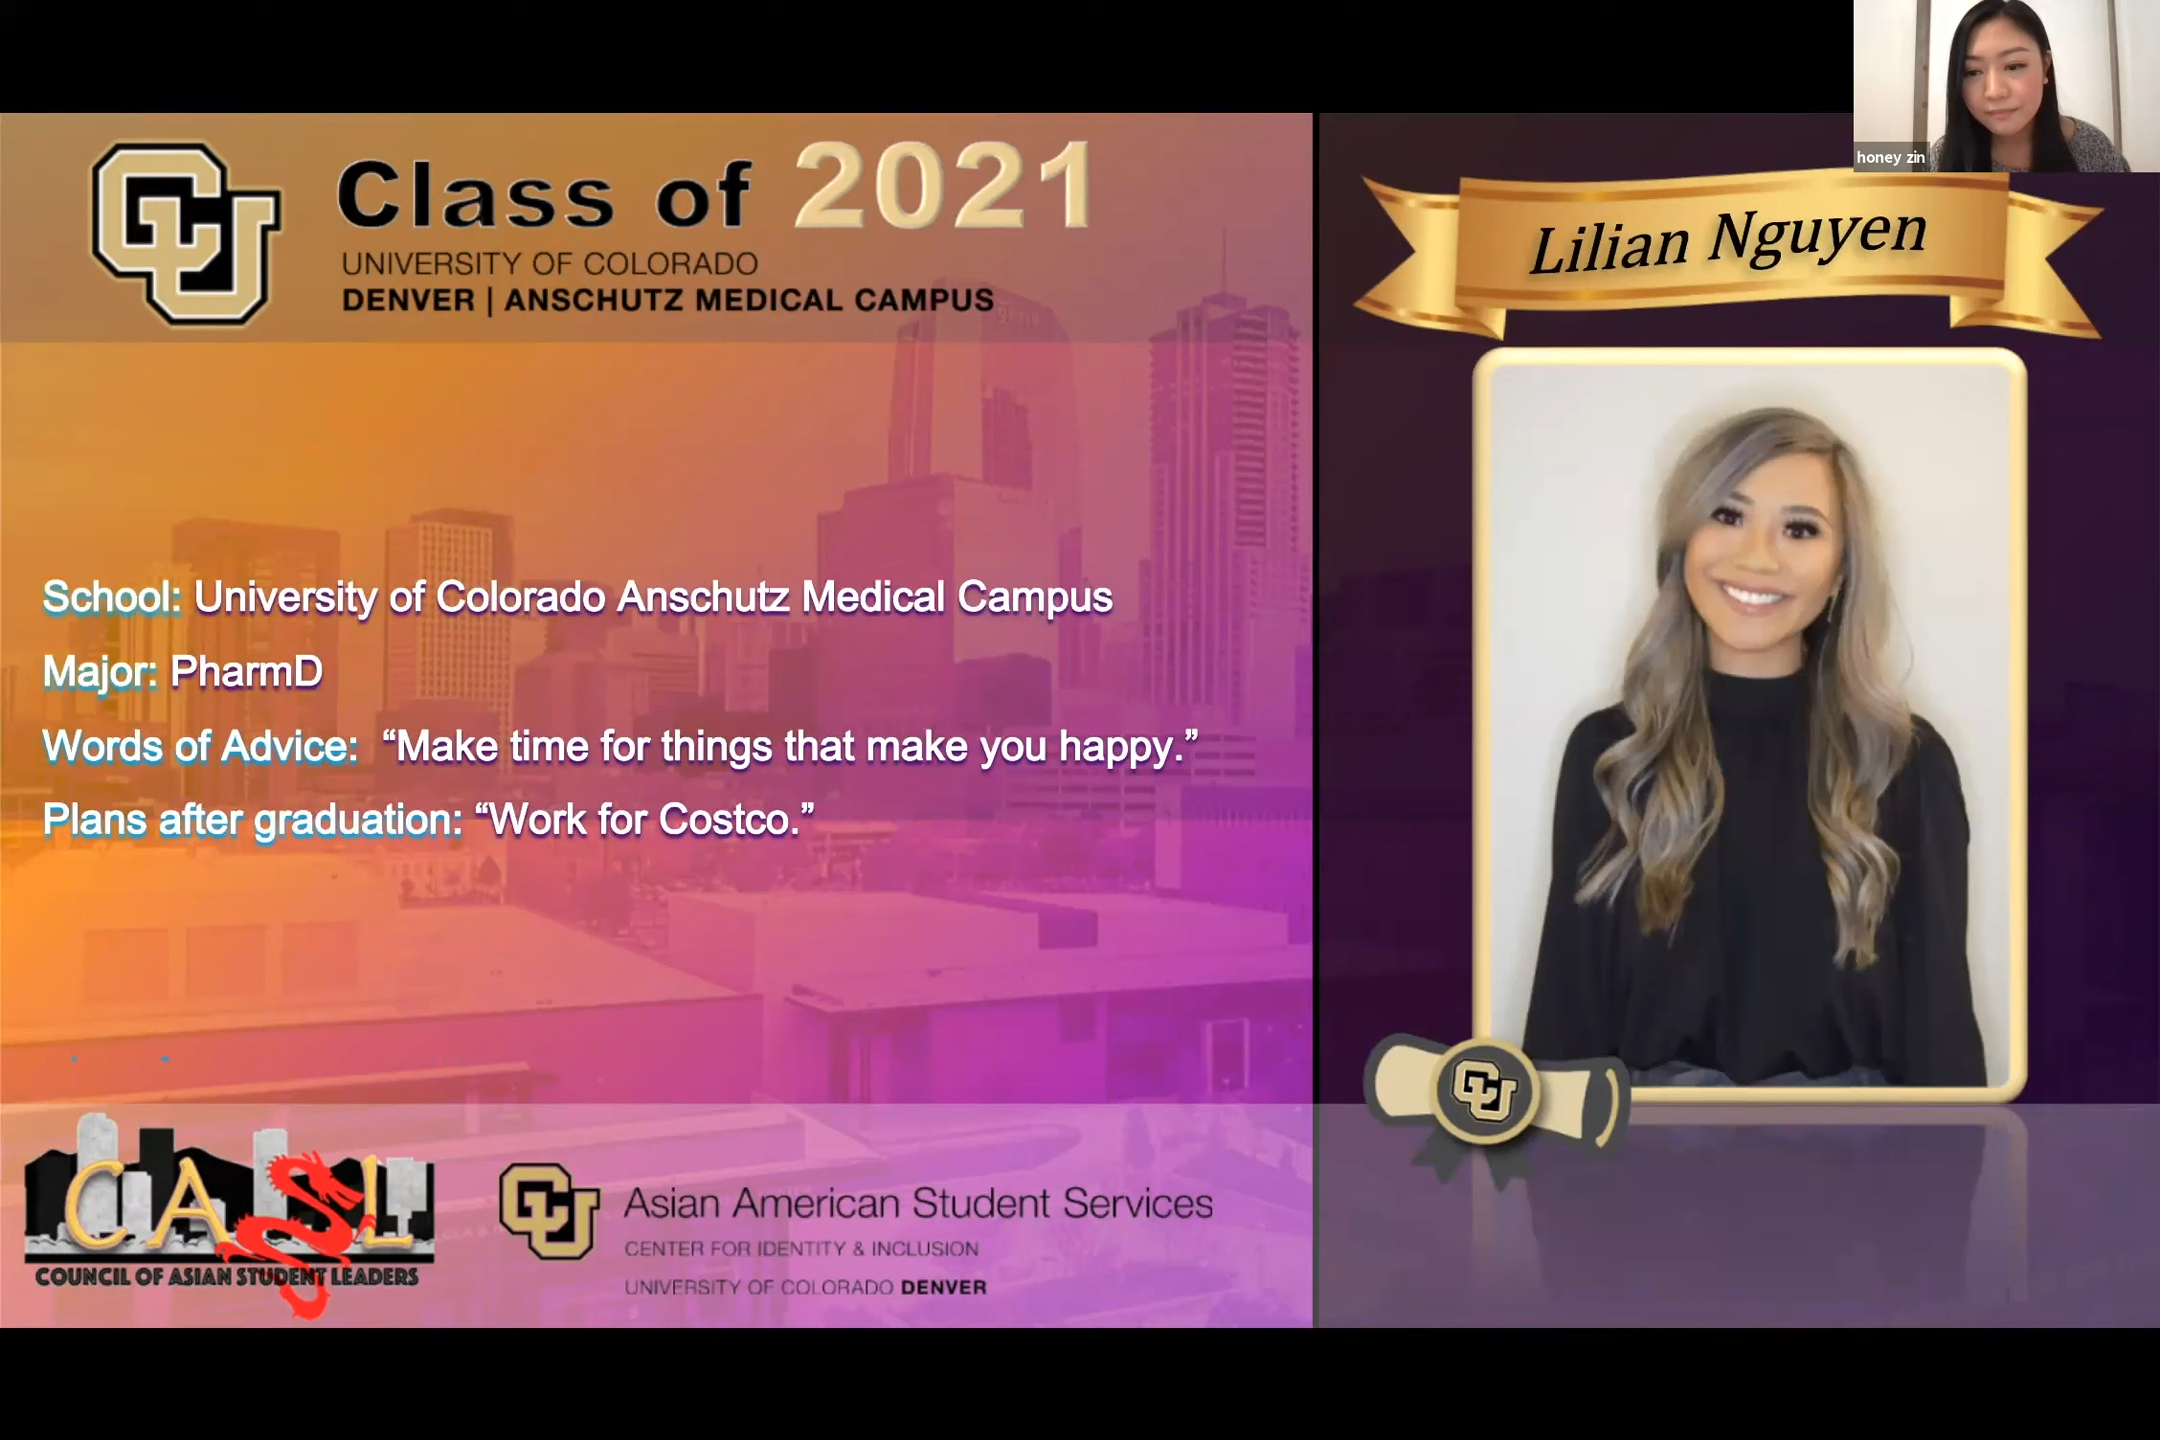 honey zin
Class of 2021
UNIVERSITY OF COLORADO
DENVER | ANSCHUTZ MEDICAL CAMPUS
Lilian Nguyen
School: University of Colorado Anschutz Medical Campus
Major: PharmD
Words of Advice: “Make time for things that make you happy.”
Plans after graduation: “Work for Costco.”
CASL
COUNCIL OF ASIAN STUDENT LEADERS
Asian American Student Services
CENTER FOR IDENTITY & INCLUSION
UNIVERSITY OF COLORADO DENVER
CU
CU
CU